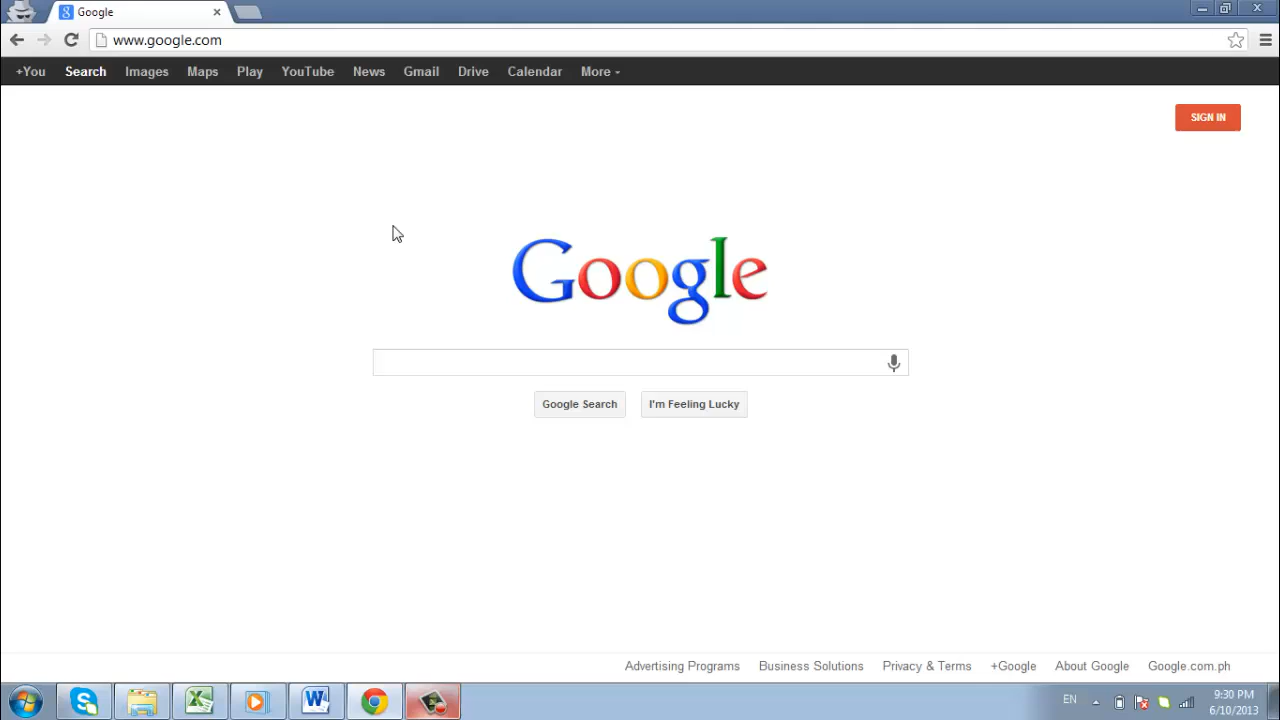 Google
www.google.com
+You Search Images Maps Play YouTube News Gmail Drive Calendar More
SIGN IN
Google
Google Search I'm Feeling Lucky
Advertising Programs Business Solutions Privacy & Terms +Google About Google Google.com.ph
EN 9:30 PM
6/10/2013